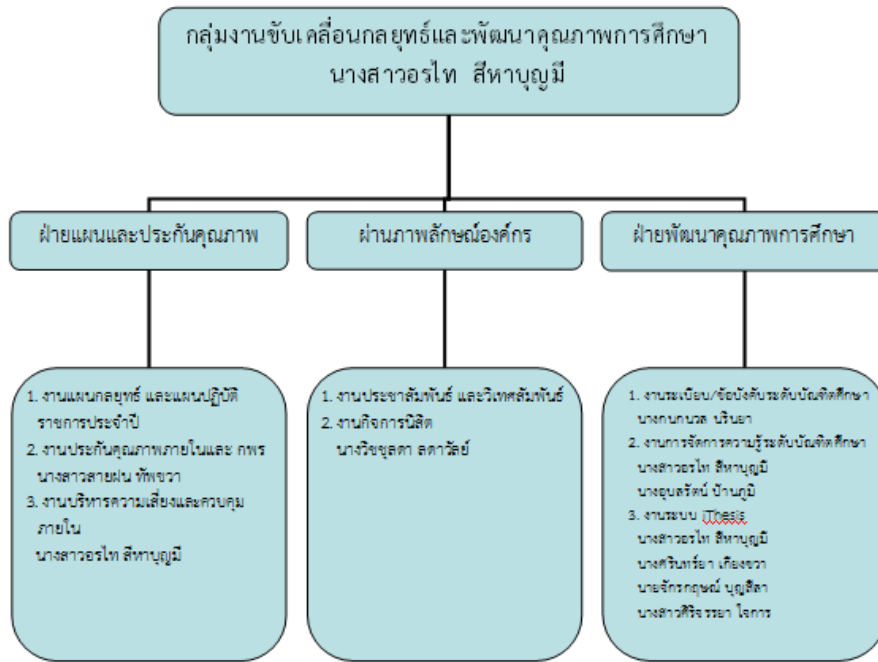 กลุ่มงานขับเคลื่อนกลยุทธ์และพัฒนาคุณภาพการศึกษา
นางสาวอรไท สีหาบุญมี
ฝ่ายแผนและประกันคุณภาพ
ผ่านภาพลักษณ์องค์กร
ฝ่ายพัฒนาคุณภาพการศึกษา
1. งานแผนกลยุทธ์ และแผนปฏิบัติ
ราชการประจำปี
2. งานประกันคุณภาพภายในและ กพร
นางสาวสายฝน ทัพขวา
3. งานบริหารความเสี่ยงและควบคุม
ภายใน
นางสาวอรไท สีหาบุญมี
1. งานประชาสัมพันธ์ และวิเทศสัมพันธ์
2. งานกิจการนิสิต
นางวิชชุลดา ลดาวัลย์
1. งานระเบียบ/ข้อบังคับระดับบัณฑิตศึกษา
นางกนกนวล นรินยา
2. งานการจัดการความรู้ระดับบัณฑิตศึกษา
นางสาวอรไท สีหาบุญมี
นางอุบลรัตน์ บ้านภูมิ
3. งานระบบ iThesis
นางสาวอรไท สีหาบุญมี
นางศรินทร์ยา เกียงขวา
นายจักรกฤษณ์ บุญสีลา
นางสาวศิริจรรยา ใจการ